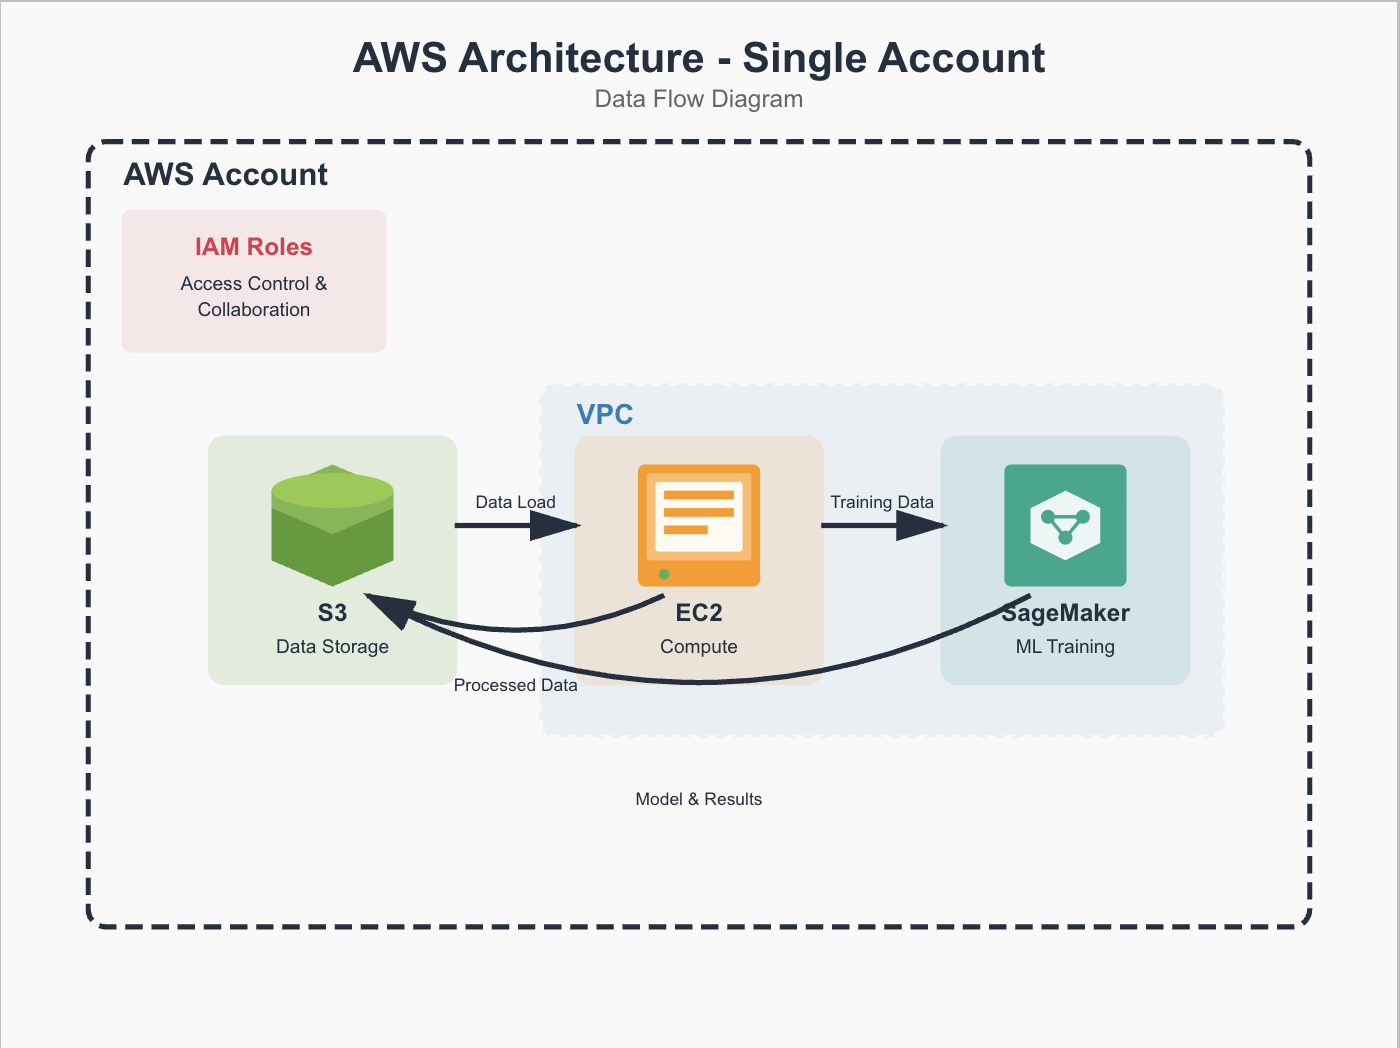 AWS Architecture - Single Account
Data Flow Diagram
AWS Account
IAM Roles
Access Control &
Collaboration
VPC
Data Load
Training Data
S3
Data Storage
EC2
Compute
SageMaker
ML Training
Processed Data
Model & Results